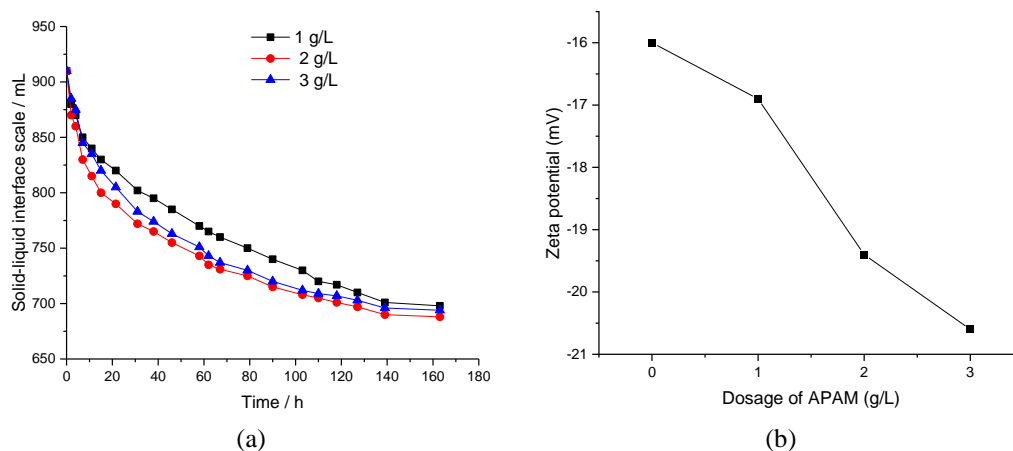 950
900
850
800
750
700
650
Solid-liquid interface scale / mL
1 g/L
2 g/L
3 g/L
0 20 40 60 80 100 120 140 160 180
Time / h
(a)
-16
-17
-18
-19
-20
-21
Zeta potential (mV)
0 1 2 3
Dosage of APAM (g/L)
(b)